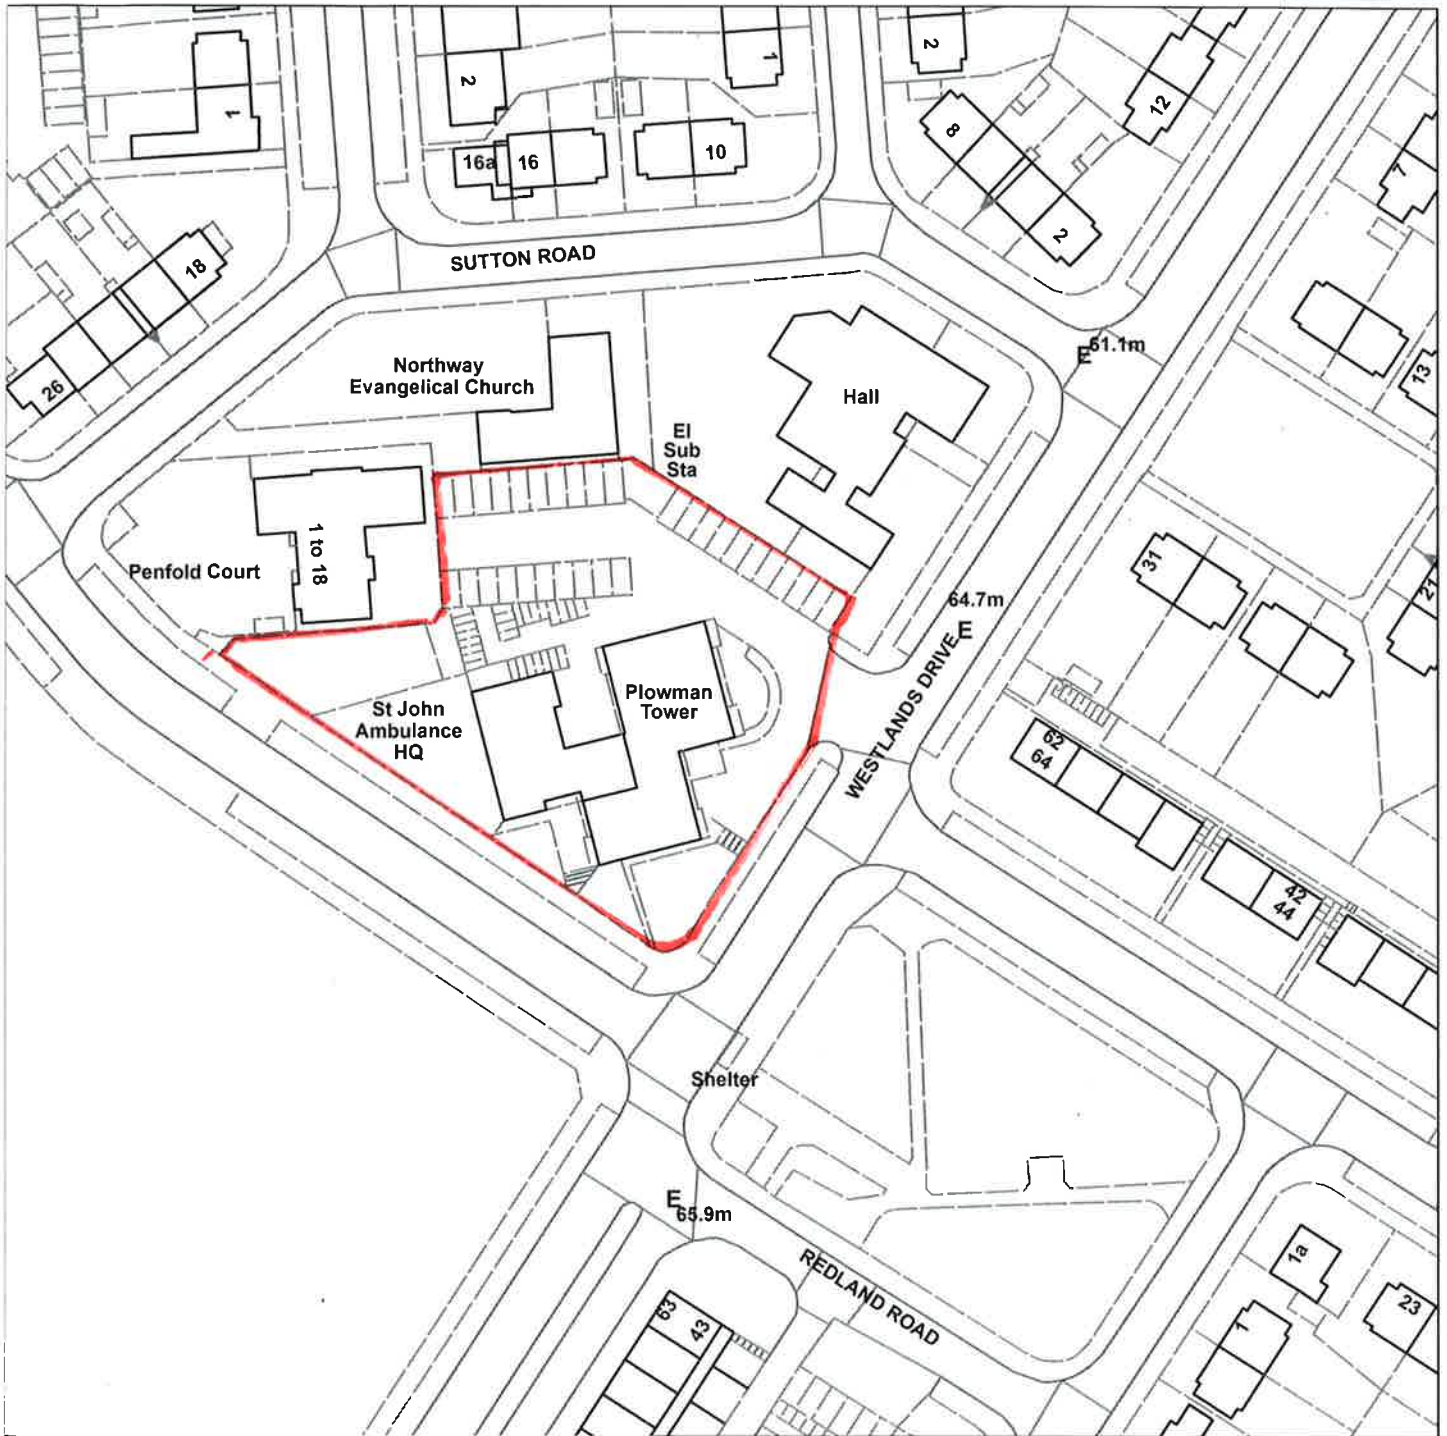 1
2
1
2
12
8
7
16a
16
10
2
18
SUTTON ROAD
26
Northway
Evangelical Church
61.1m
E
13
Hall
El
Sub
Sta
1 to 18
Penfold Court
31
21
64.7m
E
WESTLANDS DRIVE
Plowman
Tower
St John
Ambulance
HQ
62
64
42
44
Shelter
E
65.9m
REDLAND ROAD
63
43
1a
1
23